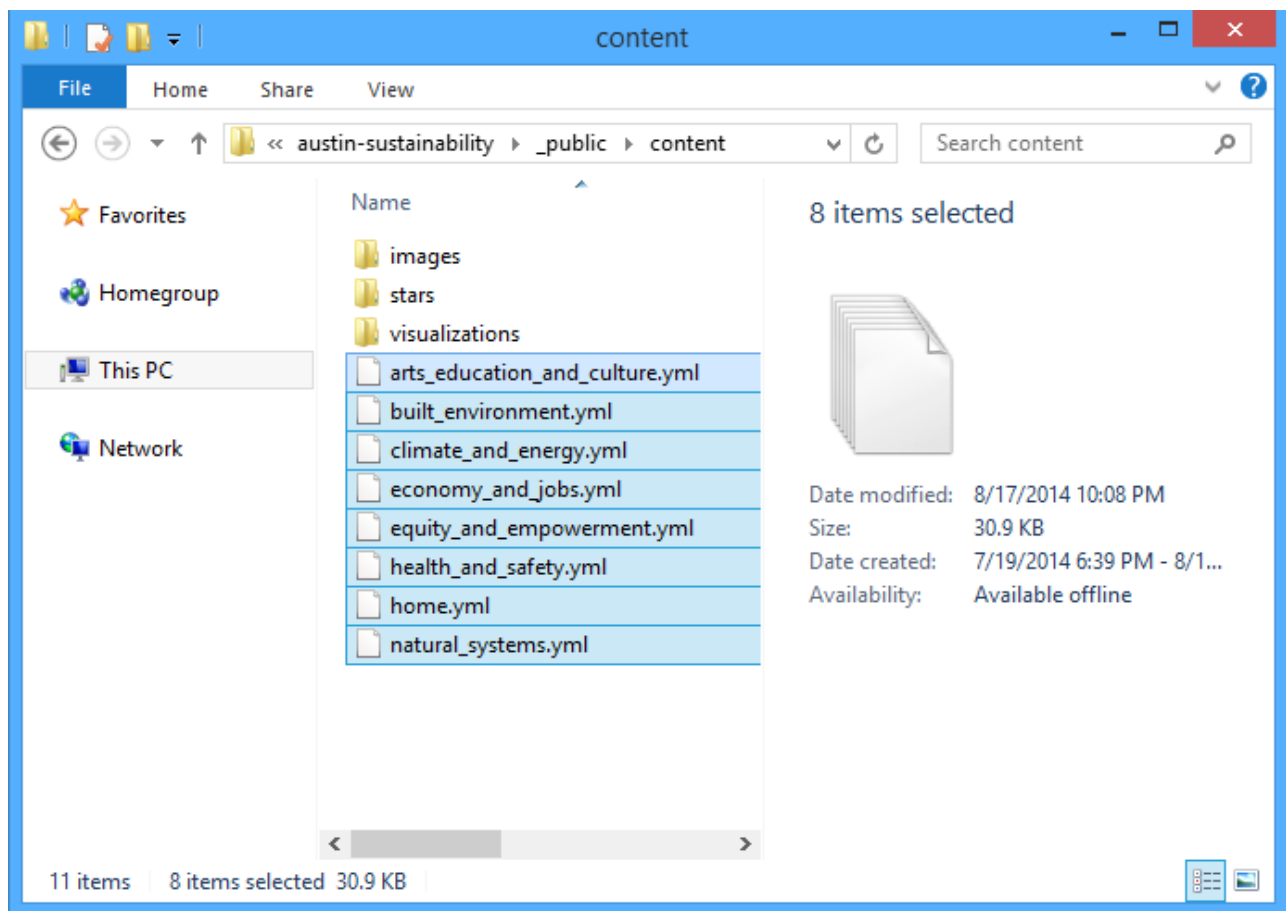 content
File Home Share View
« austin-sustainability _public content
Search content
Favorites
Homegroup
This PC
Network
Name
images
stars
visualizations
arts_education_and_culture.yml
built_environment.yml
climate_and_energy.yml
economy_and_jobs.yml
equity_and_empowerment.yml
health_and_safety.yml
home.yml
natural_systems.yml
8 items selected
Date modified: 8/17/2014 10:08 PM
Size: 30.9 KB
Date created: 7/19/2014 6:39 PM - 8/1...
Availability: Available offline
11 items 8 items selected 30.9 KB